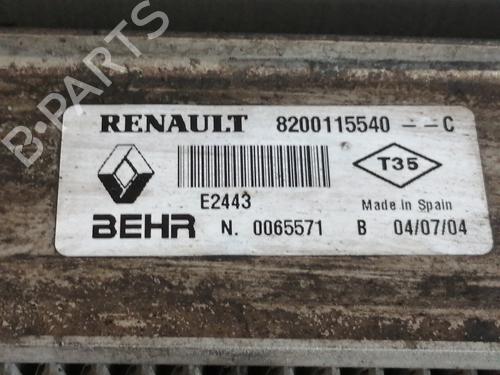 B-PARTS
RENAULT 8200115540 --C
T35
E2443
Made in Spain
BEHR N. 0065571 B 04/07/04